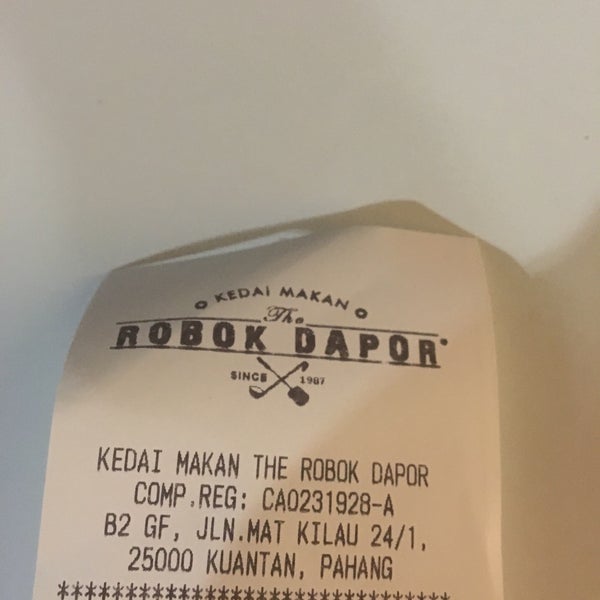 KEDAI MAKAN
The
ROBOK DAPOR
SINCE 1987
KEDAI MAKAN THE ROBOK DAPOR
COMP.REG: CA0231928-A
B2 GF, JLN.MAT KILAU 24/1,
25000 KUANTAN, PAHANG
**********************************